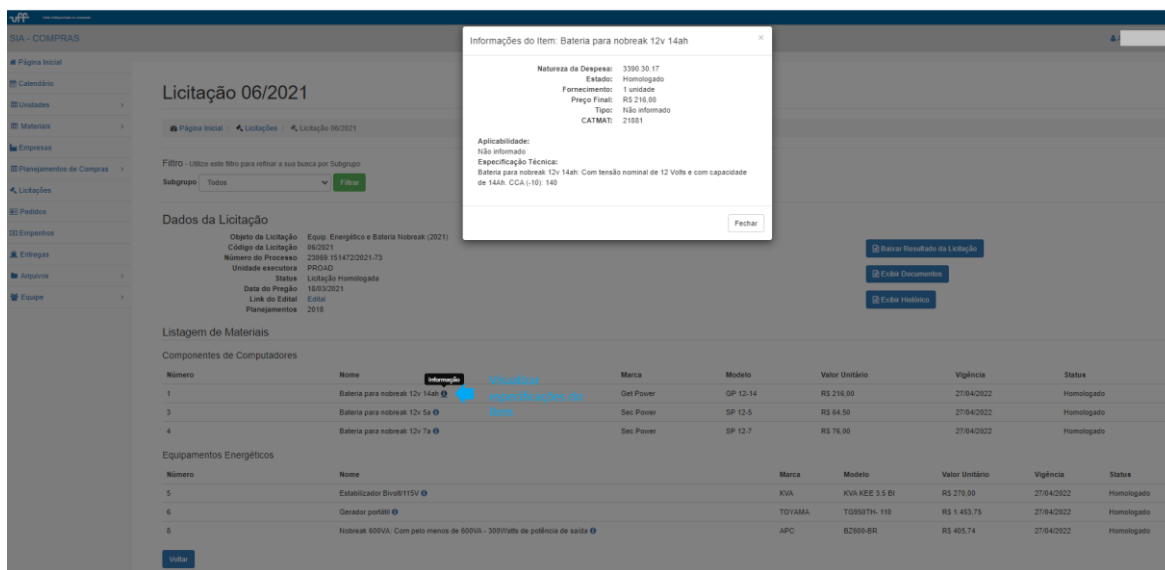 uff
SIA - COMPRAS
Página Inicial
Calendário
Unidades
Materiais
Empresas
Planejamentos de Compras
Licitações
Pedidos
Empenhos
Entregas
Arquivos
Equipe
Licitação 06/2021
Página Inicial / Licitações / Licitação 06/2021
Filtro - Utilize este filtro para refinar a sua busca por Subgrupo
Subgrupo Todos Filtrar
Informações do Item: Bateria para nobreak 12v 14ah ×
Natureza da Despesa: 3390.30.17
Estado: Homologado
Fornecimento: 1 unidade
Preço Final: R$ 216,00
Tipo: Não informado
CATMAT: 21881
Aplicabilidade:
Não informado
Especificação Técnica:
Bateria para nobreak 12v 14ah: Com tensão nominal de 12 Volts e com capacidade
de 14Ah. CCA (-10): 140
Fechar
Dados da Licitação
Objeto da Licitação Equip. Energético e Bateria Nobreak (2021)
Código da Licitação 06/2021
Número do Processo 23069.151472/2021-73
Unidade executora PROAD
Status Licitação Homologada
Data do Pregão 18/03/2021
Link do Edital Edital
Planejamentos 2018
Baixar Resultado da Licitação
Exibir Documentos
Exibir Histórico
Listagem de Materiais
Componentes de Computadores
Número Nome Marca Modelo Valor Unitário Vigência Status
Informação
1 Bateria para nobreak 12v 14ah Get Power GP 12-14 R$ 216,00 27/04/2022 Homologado
Visualizar
especificações do
item
3 Bateria para nobreak 12v 5a Sec Power SP 12-5 R$ 64,50 27/04/2022 Homologado
4 Bateria para nobreak 12v 7a Sec Power SP 12-7 R$ 76,00 27/04/2022 Homologado
Equipamentos Energéticos
Número Nome Marca Modelo Valor Unitário Vigência Status
5 Estabilizador Bivolt/115V KVA KVA KEE 3.5 BI R$ 270,00 27/04/2022 Homologado
6 Gerador portátil TOYAMA TG950TH- 110 R$ 1.453,75 27/04/2022 Homologado
8 Nobreak 600VA: Com pelo menos de 600VA - 300Watts de potência de saída APC BZ600-BR R$ 405,74 27/04/2022 Homologado
Voltar